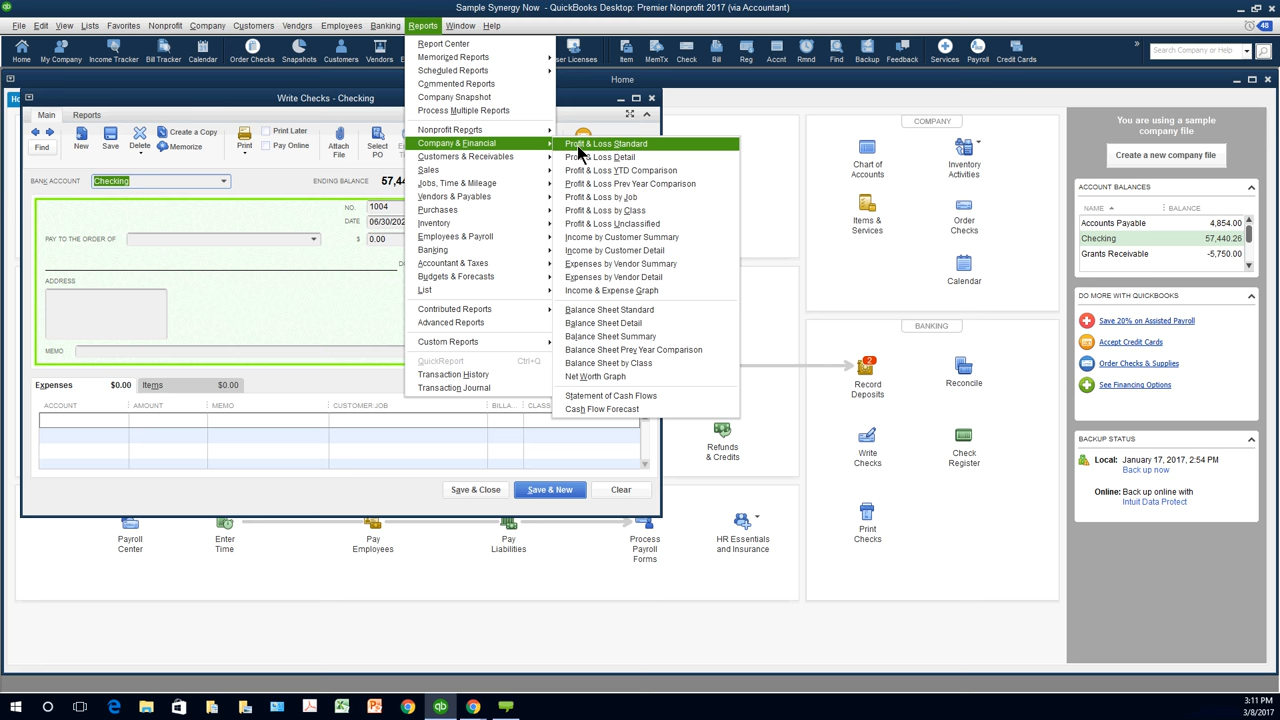 Sample Synergy Now - QuickBooks Desktop: Premier Nonprofit 2017 (via Accountant)
File Edit View Lists Favorites Nonprofit Company Customers Vendors Employees Banking Reports Window Help
48
Home My Company Income Tracker Bill Tracker Calendar Order Checks Snapshots Customers Vendors
ser Licenses Item MemTx Check Bill Reg Accnt Rmnd Find Backup Feedback Services Payroll Credit Cards
Search Company or Help
Home
Write Checks - Checking
Main Reports
Find New Save Delete Create a Copy Memorize Print Print Later Pay Online Attach File Select PO
BANK ACCOUNT Checking ENDING BALANCE
NO. 1004
DATE
PAY TO THE ORDER OF $ 0.00
ADDRESS
MEMO
Expenses $0.00 Items $0.00
ACCOUNT AMOUNT MEMO CUSTOMER:JOB BILLA... CLASS
Save & Close Save & New Clear
Report Center
Memorized Reports
Scheduled Reports
Commented Reports
Company Snapshot
Process Multiple Reports
Nonprofit Reports
Company & Financial
Customers & Receivables
Sales
Jobs, Time & Mileage
Vendors & Payables
Purchases
Inventory
Employees & Payroll
Banking
Accountant & Taxes
Budgets & Forecasts
List
Contributed Reports
Advanced Reports
Custom Reports
QuickReport Ctrl+Q
Transaction History
Transaction Journal
Profit & Loss Standard
Profit & Loss Detail
Profit & Loss YTD Comparison
Profit & Loss Prev Year Comparison
Profit & Loss by Job
Profit & Loss by Class
Profit & Loss Unclassified
Income by Customer Summary
Income by Customer Detail
Expenses by Vendor Summary
Expenses by Vendor Detail
Income & Expense Graph
Balance Sheet Standard
Balance Sheet Detail
Balance Sheet Summary
Balance Sheet Prev Year Comparison
Balance Sheet by Class
Net Worth Graph
Statement of Cash Flows
Cash Flow Forecast
Refunds
& Credits
Payroll
Center
Enter
Time
Pay
Employees
Pay
Liabilities
Process
Payroll
Forms
HR Essentials
and Insurance
COMPANY
Chart of
Accounts
Inventory
Activities
Items &
Services
Order
Checks
Calendar
BANKING
2
Record
Deposits
Reconcile
Write
Checks
Check
Register
Print
Checks
You are using a sample
company file
Create a new company file
ACCOUNT BALANCES
NAME BALANCE
Accounts Payable 4,854.00
Checking 57,440.26
Grants Receivable -5,750.00
DO MORE WITH QUICKBOOKS
Save 20% on Assisted Payroll
Accept Credit Cards
Order Checks & Supplies
See Financing Options
BACKUP STATUS
Local: January 17, 2017, 2:54 PM
Back up now
Online: Back up online with
Intuit Data Protect
3:11 PM
3/8/2017